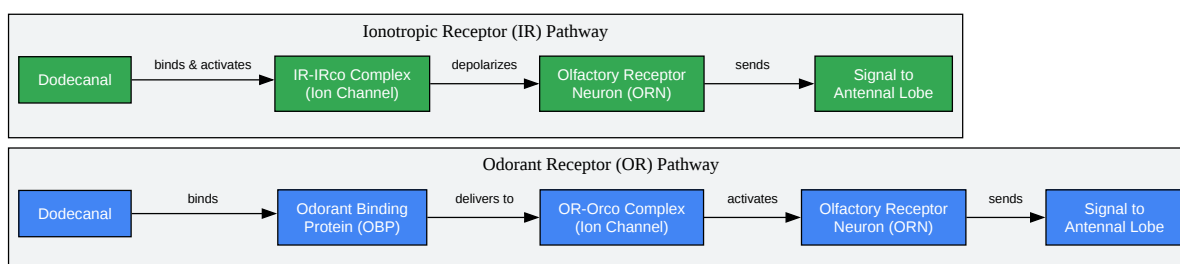 Ionotropic Receptor (IR) Pathway
Dodecanal
binds & activates
IR-IRco Complex
(Ion Channel)
depolarizes
Olfactory Receptor
Neuron (ORN)
sends
Signal to
Antennal Lobe
Odorant Receptor (OR) Pathway
Dodecanal
binds
Odorant Binding
Protein (OBP)
delivers to
OR-Orco Complex
(Ion Channel)
activates
Olfactory Receptor
Neuron (ORN)
sends
Signal to
Antennal Lobe